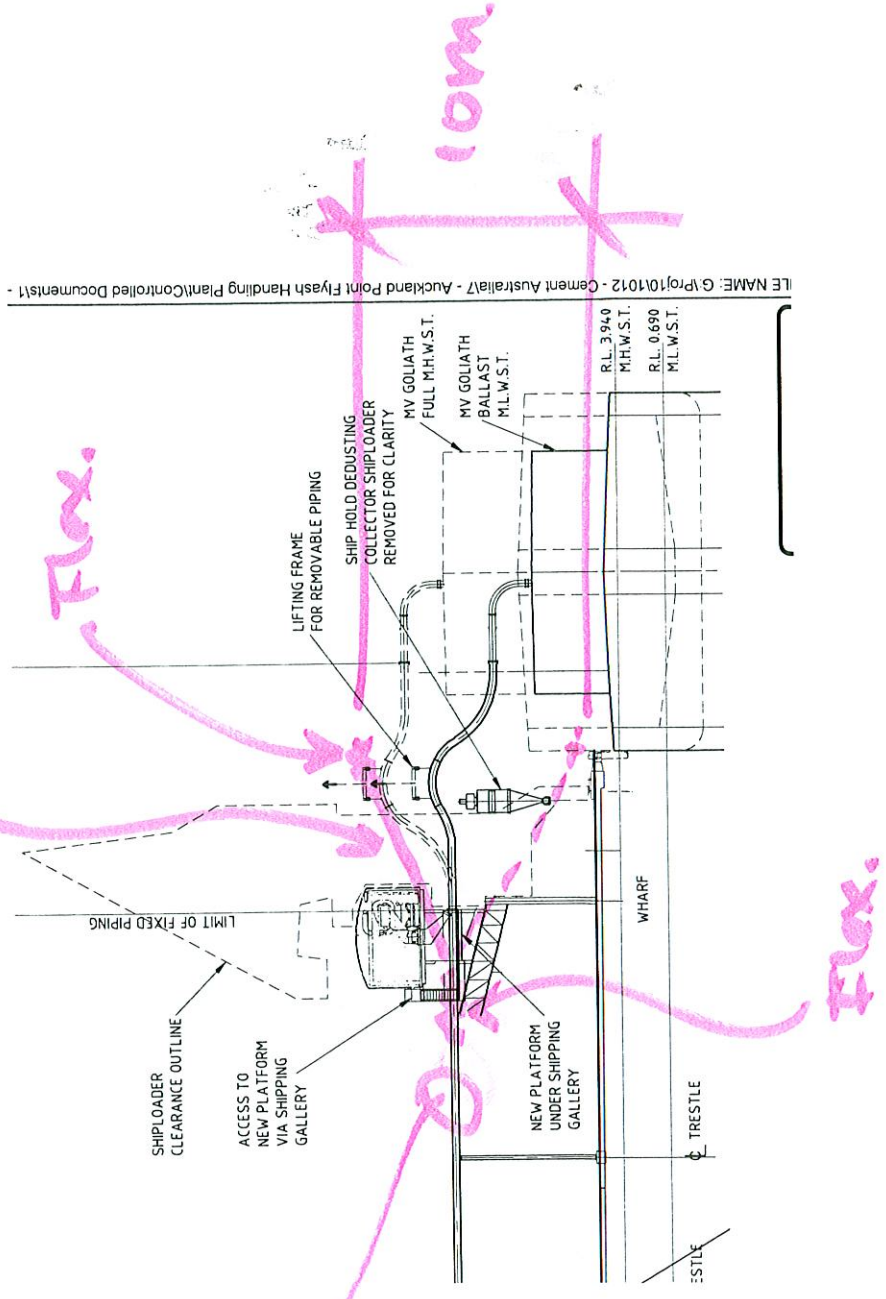 10m
ILE NAME: G:\Proj10\1012 - Cement Australia\7 - Auckland Point Flyash Handling Plant\Controlled Documents\1 -
Flex.
LIFTING FRAME
FOR REMOVABLE PIPING
SHIP HOLD DEDUSTING
COLLECTOR SHIPLOADER
REMOVED FOR CLARITY
MV GOLIATH
FULL M.H.W.S.T.
MV GOLIATH
BALLAST
M.L.W.S.T.
R.L. 3.940
M.H.W.S.T.
R.L. 0.690
M.L.W.S.T.
LIMIT OF FIXED PIPING
SHIPLOADER
CLEARANCE OUTLINE
ACCESS TO
NEW PLATFORM
VIA SHIPPING
GALLERY
NEW PLATFORM
UNDER SHIPPING
GALLERY
WHARF
℄ TRESTLE
ESTLE
Flex.